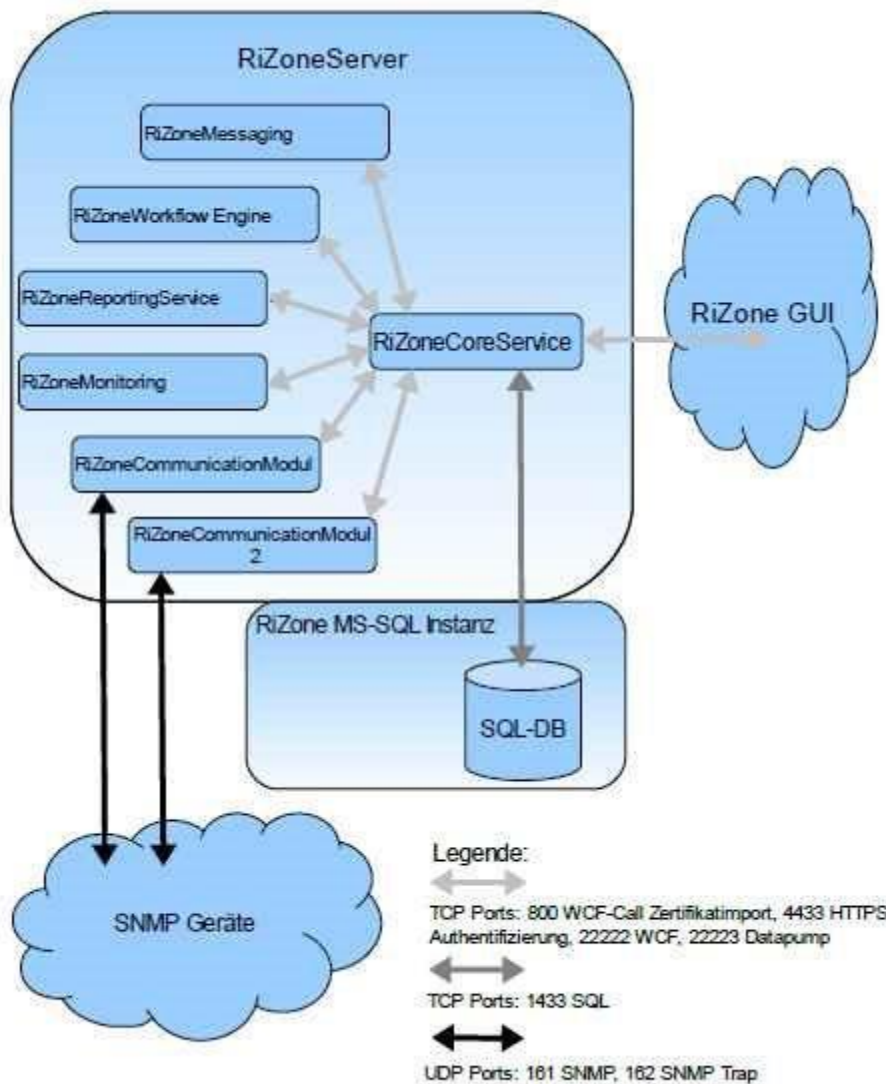 RiZoneServer
RiZoneMessaging
RiZoneWorkflow Engine
RiZoneReportingService
RiZoneCoreService
RiZone GUI
RiZoneMonitoring
RiZoneCommunicationModul
RiZoneCommunicationModul
2
RiZone MS-SQL Instanz
SQL-DB
SNMP Geräte
Legende:
TCP Ports: 800 WCF-Call Zertifikatimport, 4433 HTTPS
Authentifizierung, 22222 WCF, 22223 Datapump
TCP Ports: 1433 SQL
UDP Ports: 161 SNMP, 162 SNMP Trap